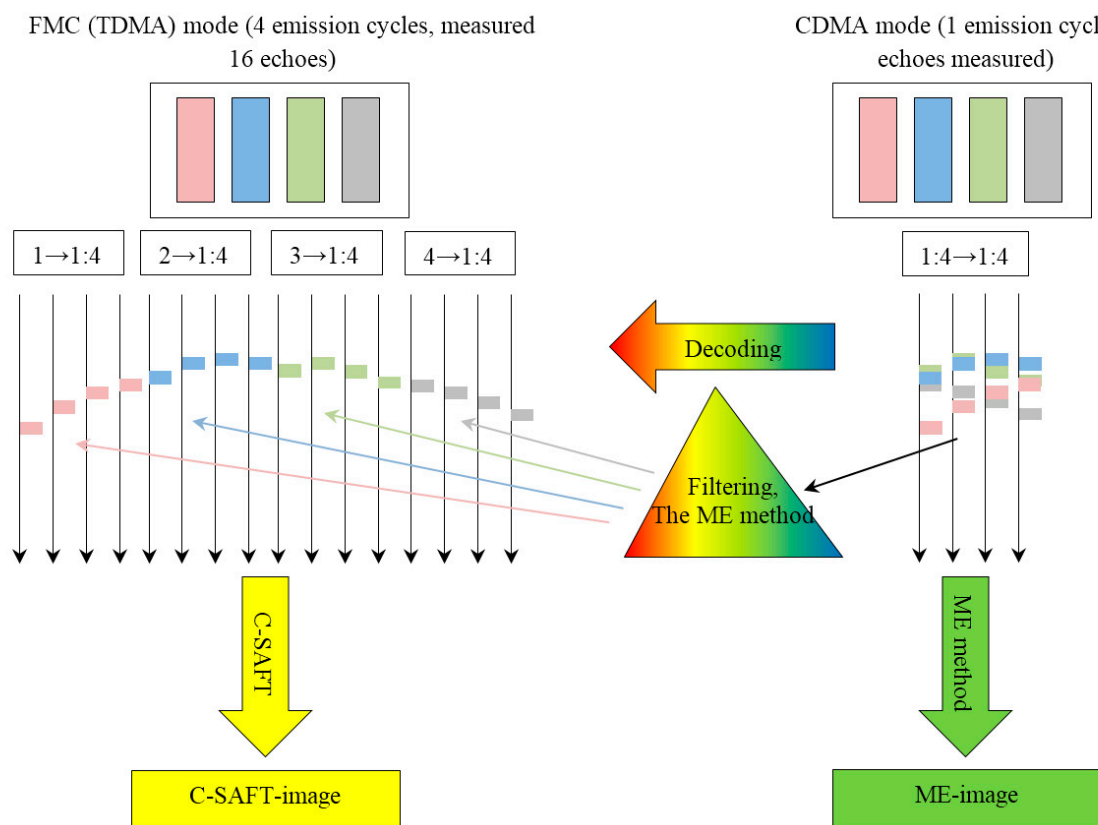 FMC (TDMA) mode (4 emission cycles, measured
16 echoes)
CDMA mode (1 emission cycl
echoes measured)
1→1:4
2→1:4
3→1:4
4→1:4
1:4→1:4
Decoding
Filtering,
The ME method
C-SAFT
ME method
C-SAFT-image
ME-image